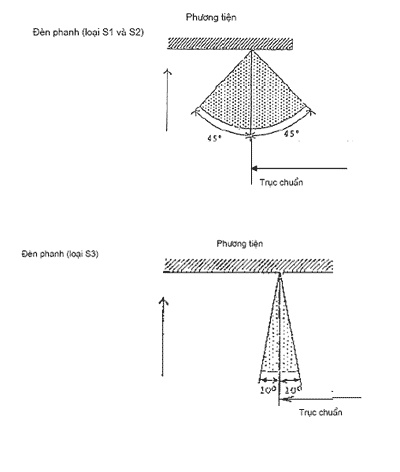 Phương tiện
Đèn phanh (loại S1 và S2)
45° 45°
Trục chuẩn
Phương tiện
Đèn phanh (loại S3)
10° 10°
Trục chuẩn